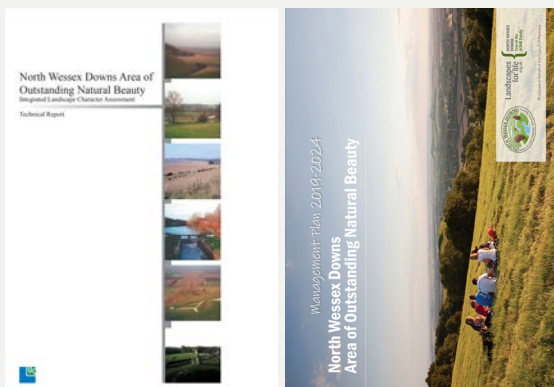 North Wessex Downs Area of
Outstanding Natural Beauty
Integrated Landscape Character Assessment
Technical Report
Management Plan 2019-2024
North Wessex Downs
Area of Outstanding Natural Beauty
Landscapes
for life